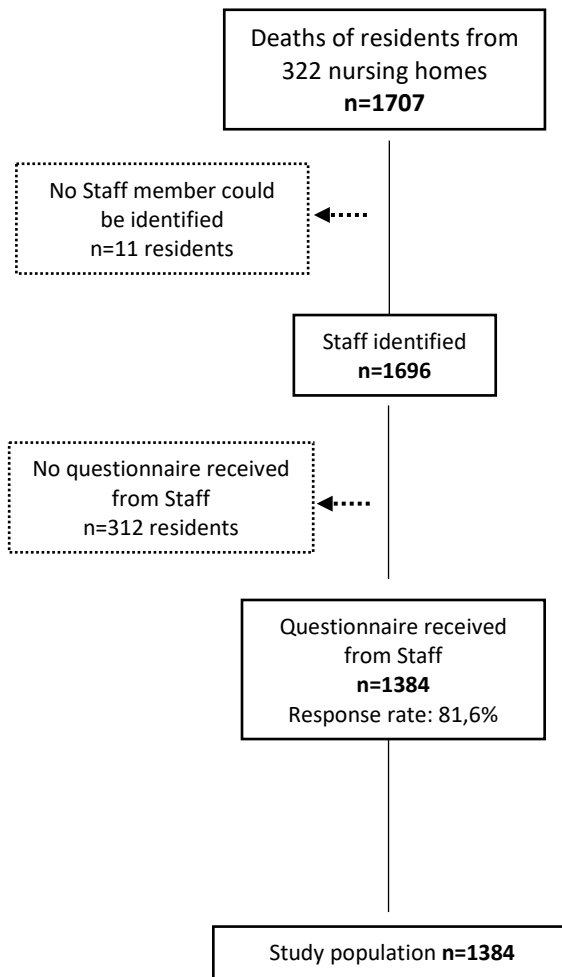 Deaths of residents from
322 nursing homes
n=1707
No Staff member could
be identified
n=11 residents
Staff identified
n=1696
No questionnaire received
from Staff
n=312 residents
Questionnaire received
from Staff
n=1384
Response rate: 81,6%
Study population n=1384